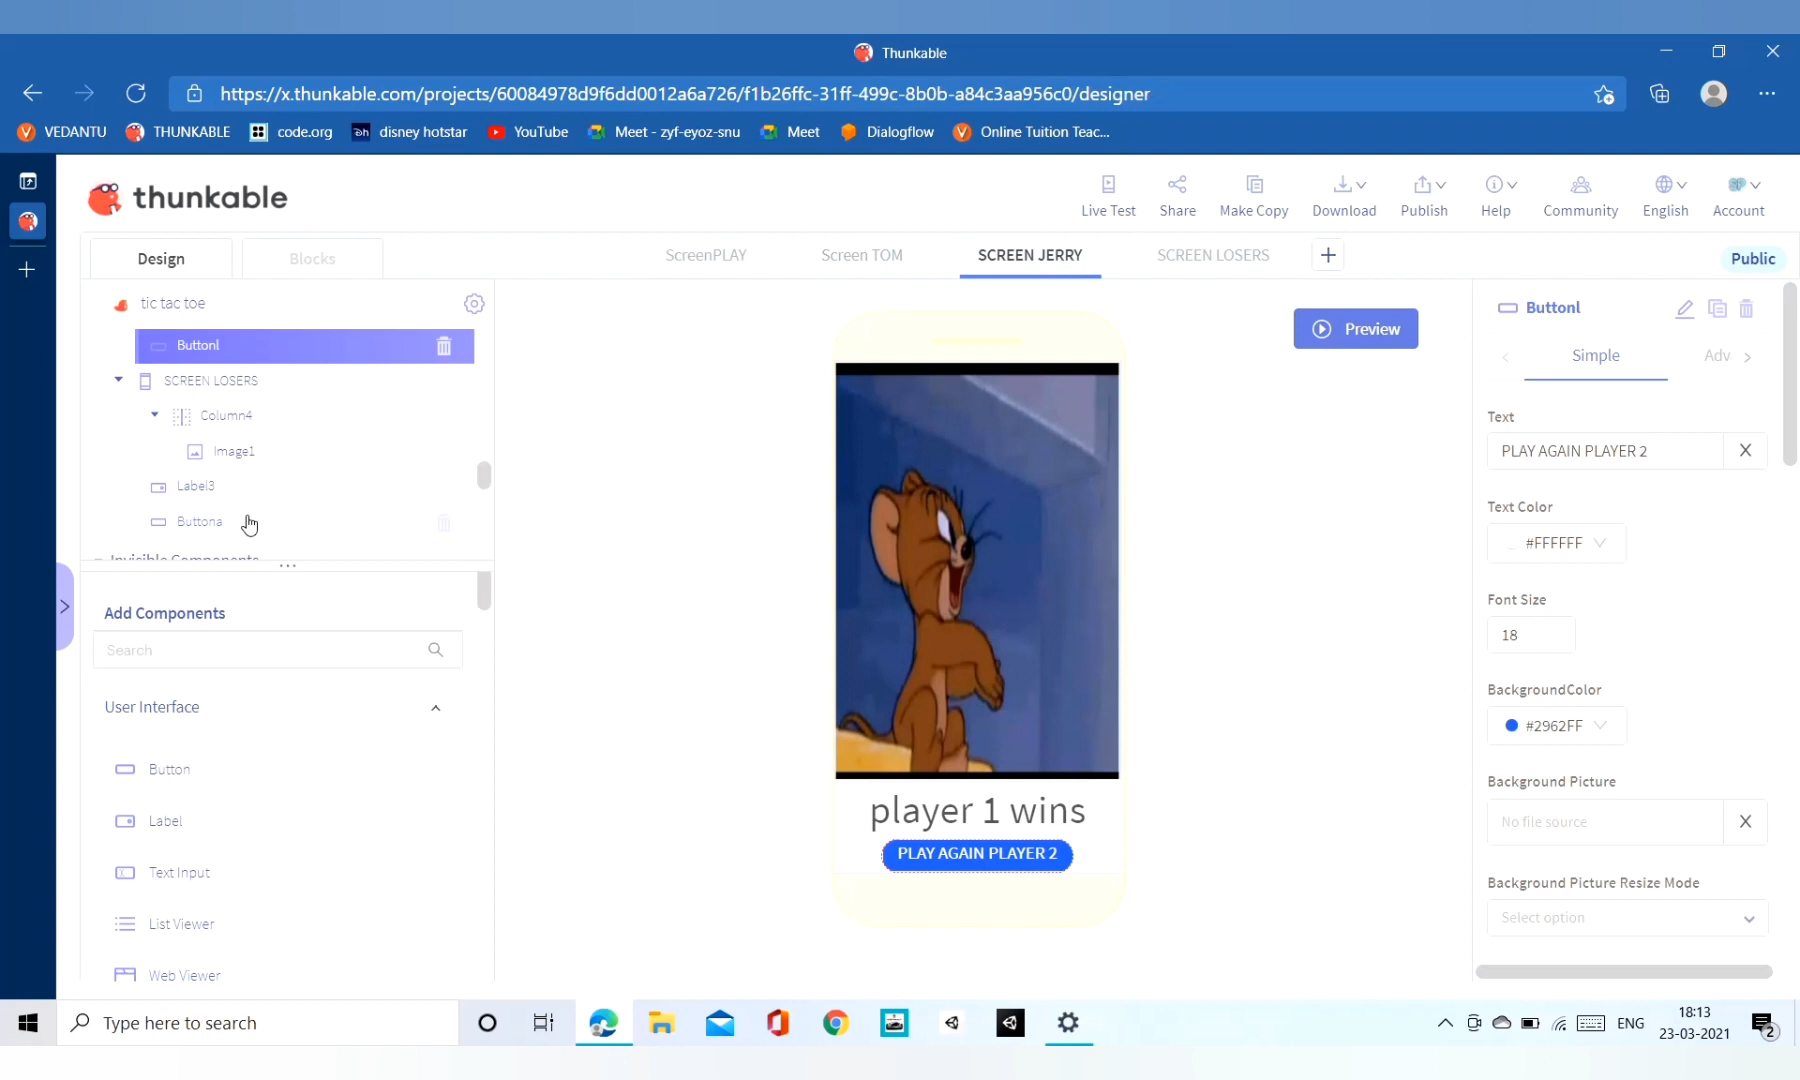 Thunkable
https://x.thunkable.com/projects/60084978d9f6dd0012a6a726/f1b26ffc-31ff-499c-8b0b-a84c3aa956c0/designer
VEDANTU THUNKABLE code.org disney hotstar YouTube Meet - zyf-eyoz-snu Meet Dialogflow Online Tuition Teac...
thunkable
Live Test Share Make Copy Download Publish Help Community English Account
Design Blocks ScreenPLAY Screen TOM SCREEN JERRY SCREEN LOSERS + Public
tic tac toe
Buttonl
SCREEN LOSERS
Column4
Image1
Label3
Buttona
Invisible Components
Add Components
Search
User Interface
Button
Label
Text Input
List Viewer
Web Viewer
Preview
player 1 wins
PLAY AGAIN PLAYER 2
Buttonl
Simple Adv
Text
PLAY AGAIN PLAYER 2 X
Text Color
#FFFFFF
Font Size
18
BackgroundColor
#2962FF
Background Picture
No file source X
Background Picture Resize Mode
Select option
Type here to search
ENG
18:13
23-03-2021
2